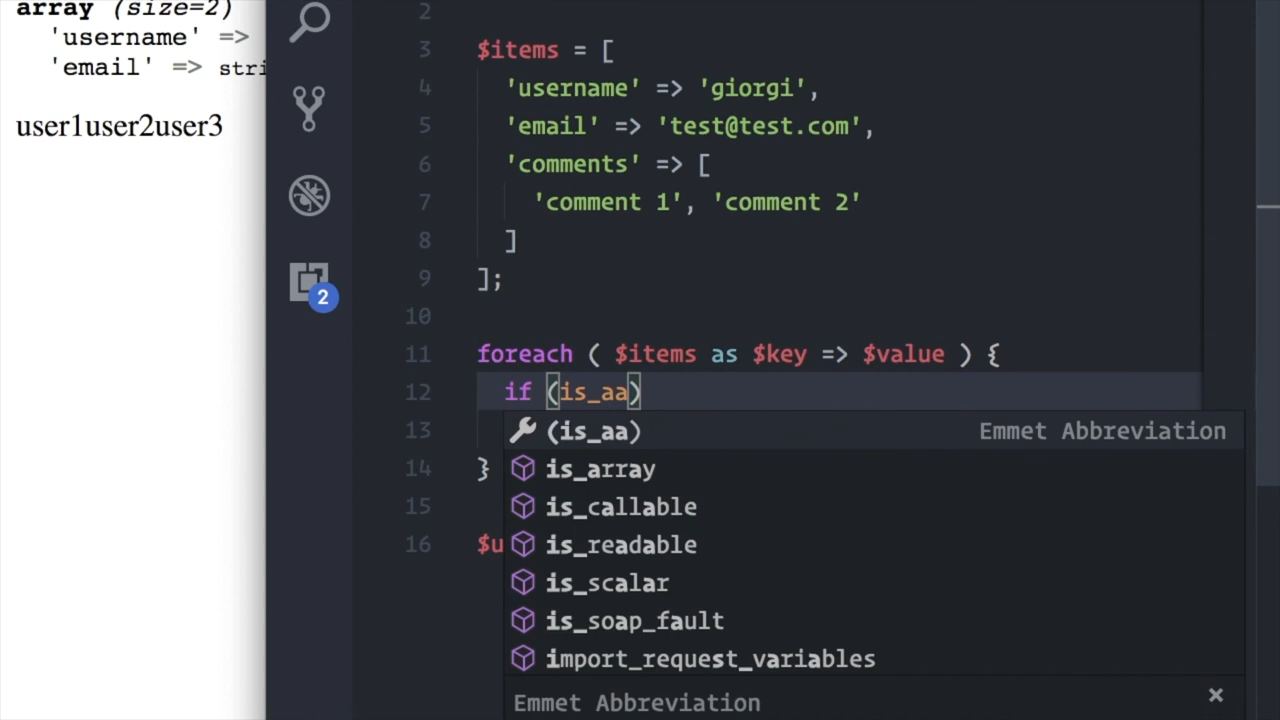 array (size=2)
'username' =>
'email' => stri
user1user2user3
2
2
3 $items = [
4 'username' => 'giorgi',
5 'email' => 'test@test.com',
6 'comments' => [
7 'comment 1', 'comment 2'
8 ]
9 ];
10
11 foreach ( $items as $key => $value ) {
12 if (is_aa)
13
14 }
15
16 $u
(is_aa) Emmet Abbreviation
is_array
is_callable
is_readable
is_scalar
is_soap_fault
import_request_variables
Emmet Abbreviation ×